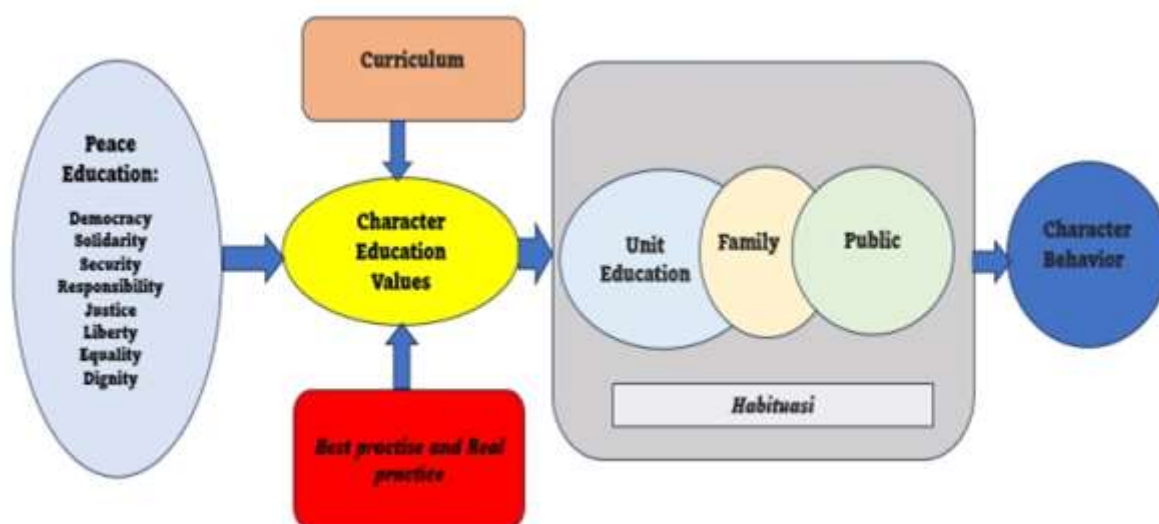 Peace
Education:
Democracy
Solidarity
Security
Responsibility
Justice
Liberty
Equality
Dignity
Curriculum
Character
Education
Values
Best practise and Real
practice
Unit
Education
Family
Public
Habituasi
Character
Behavior